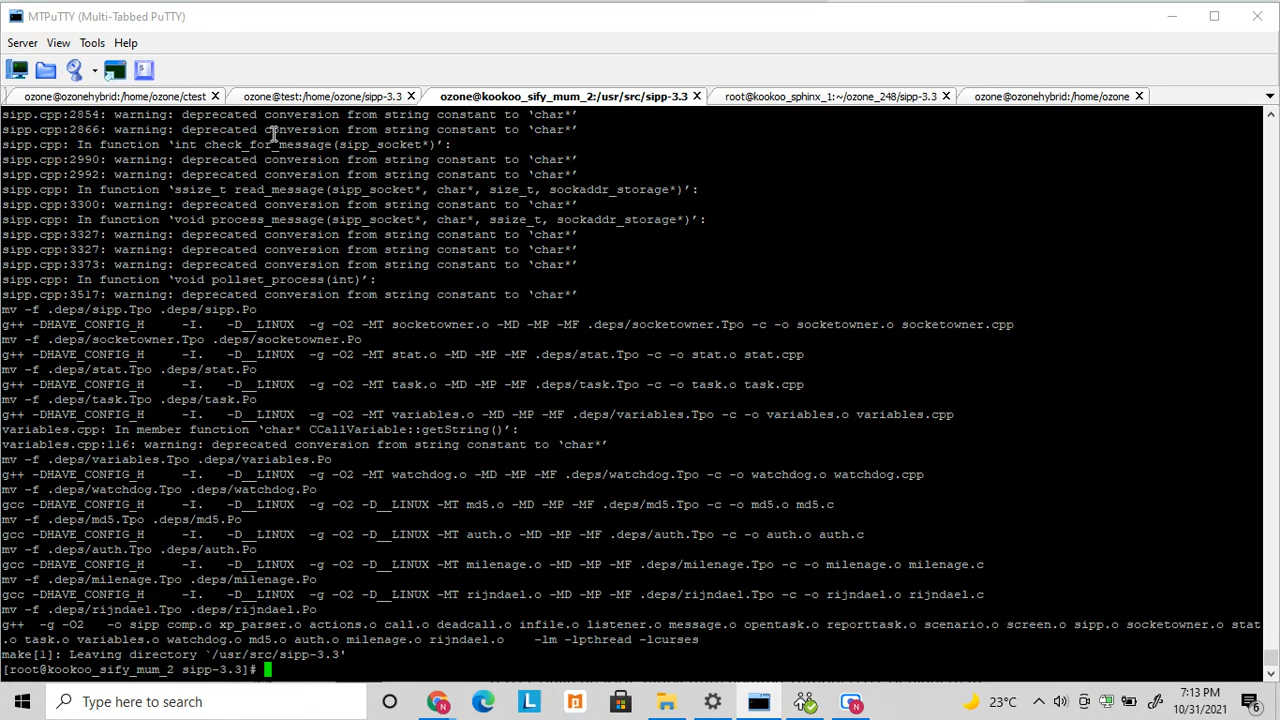 MTPuTTY (Multi-Tabbed PuTTY)
Server View Tools Help
ozone@ozonehybrid:/home/ozone/ctest ozone@test:/home/ozone/sipp-3.3 ozone@kookoo_sify_mum_2:/usr/src/sipp-3.3 root@kookoo_sphinx_1:~/ozone_248/sipp-3.3 ozone@ozonehybrid:/home/ozone
sipp.cpp:2854: warning: deprecated conversion from string constant to ‘char*’
sipp.cpp:2866: warning: deprecated conversion from string constant to ‘char*’
sipp.cpp: In function ‘int check_for_message(sipp_socket*)’:
sipp.cpp:2990: warning: deprecated conversion from string constant to ‘char*’
sipp.cpp:2992: warning: deprecated conversion from string constant to ‘char*’
sipp.cpp: In function ‘ssize_t read_message(sipp_socket*, char*, size_t, sockaddr_storage*)’:
sipp.cpp:3300: warning: deprecated conversion from string constant to ‘char*’
sipp.cpp: In function ‘void process_message(sipp_socket*, char*, ssize_t, sockaddr_storage*)’:
sipp.cpp:3327: warning: deprecated conversion from string constant to ‘char*’
sipp.cpp:3327: warning: deprecated conversion from string constant to ‘char*’
sipp.cpp:3373: warning: deprecated conversion from string constant to ‘char*’
sipp.cpp: In function ‘void pollset_process(int)’:
sipp.cpp:3517: warning: deprecated conversion from string constant to ‘char*’
mv -f .deps/sipp.Tpo .deps/sipp.Po
g++ -DHAVE_CONFIG_H     -I.   -D__LINUX  -g -O2 -MT socketowner.o -MD -MP -MF .deps/socketowner.Tpo -c -o socketowner.o socketowner.cpp
mv -f .deps/socketowner.Tpo .deps/socketowner.Po
g++ -DHAVE_CONFIG_H     -I.   -D__LINUX  -g -O2 -MT stat.o -MD -MP -MF .deps/stat.Tpo -c -o stat.o stat.cpp
mv -f .deps/stat.Tpo .deps/stat.Po
g++ -DHAVE_CONFIG_H     -I.   -D__LINUX  -g -O2 -MT task.o -MD -MP -MF .deps/task.Tpo -c -o task.o task.cpp
mv -f .deps/task.Tpo .deps/task.Po
g++ -DHAVE_CONFIG_H     -I.   -D__LINUX  -g -O2 -MT variables.o -MD -MP -MF .deps/variables.Tpo -c -o variables.o variables.cpp
variables.cpp: In member function ‘char* CCallVariable::getString()’:
variables.cpp:116: warning: deprecated conversion from string constant to ‘char*’
mv -f .deps/variables.Tpo .deps/variables.Po
g++ -DHAVE_CONFIG_H     -I.   -D__LINUX  -g -O2 -MT watchdog.o -MD -MP -MF .deps/watchdog.Tpo -c -o watchdog.o watchdog.cpp
mv -f .deps/watchdog.Tpo .deps/watchdog.Po
gcc -DHAVE_CONFIG_H     -I.   -D__LINUX  -g -O2 -D__LINUX -MT md5.o -MD -MP -MF .deps/md5.Tpo -c -o md5.o md5.c
mv -f .deps/md5.Tpo .deps/md5.Po
gcc -DHAVE_CONFIG_H     -I.   -D__LINUX  -g -O2 -D__LINUX -MT auth.o -MD -MP -MF .deps/auth.Tpo -c -o auth.o auth.c
mv -f .deps/auth.Tpo .deps/auth.Po
gcc -DHAVE_CONFIG_H     -I.   -D__LINUX  -g -O2 -D__LINUX -MT milenage.o -MD -MP -MF .deps/milenage.Tpo -c -o milenage.o milenage.c
mv -f .deps/milenage.Tpo .deps/milenage.Po
gcc -DHAVE_CONFIG_H     -I.   -D__LINUX  -g -O2 -D__LINUX -MT rijndael.o -MD -MP -MF .deps/rijndael.Tpo -c -o rijndael.o rijndael.c
mv -f .deps/rijndael.Tpo .deps/rijndael.Po
g++  -g -O2   -o sipp comp.o xp_parser.o actions.o call.o deadcall.o infile.o listener.o message.o opentask.o reporttask.o scenario.o screen.o sipp.o socketowner.o stat
.o task.o variables.o watchdog.o md5.o auth.o milenage.o rijndael.o    -lm -lpthread -lcurses
make[1]: Leaving directory `/usr/src/sipp-3.3'
[root@kookoo_sify_mum_2 sipp-3.3]#
Type here to search
23°C
7:13 PM
10/31/2021
6